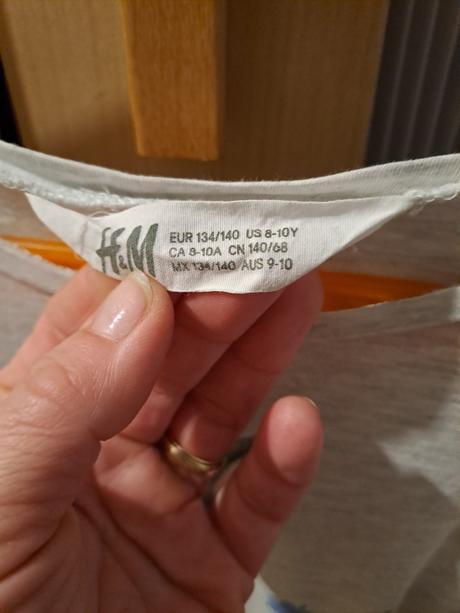 H&M
EUR 134/140 US 8-10Y
CA 8-10A CN 140/68
MX 134/140 AUS 9-10